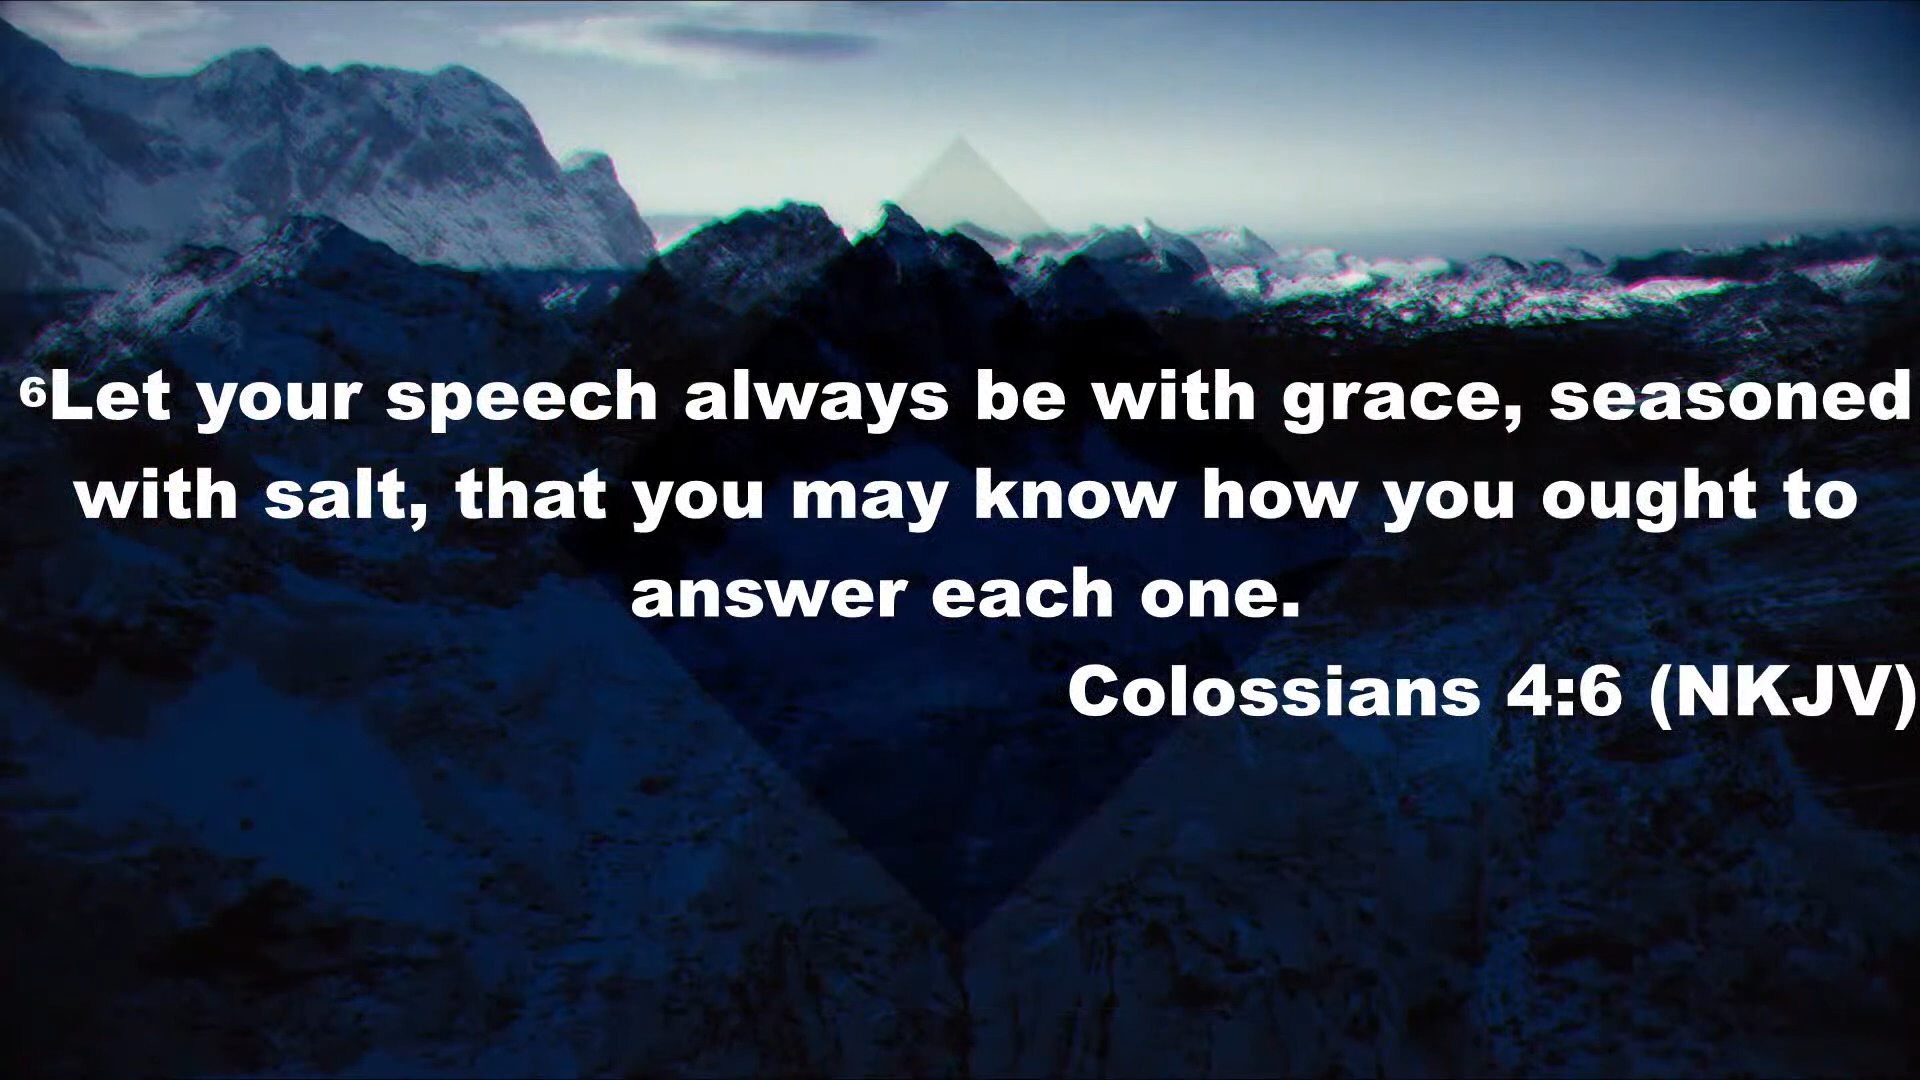 ⁶Let your speech always be with grace, seasoned
with salt, that you may know how you ought to
answer each one.
Colossians 4:6 (NKJV)